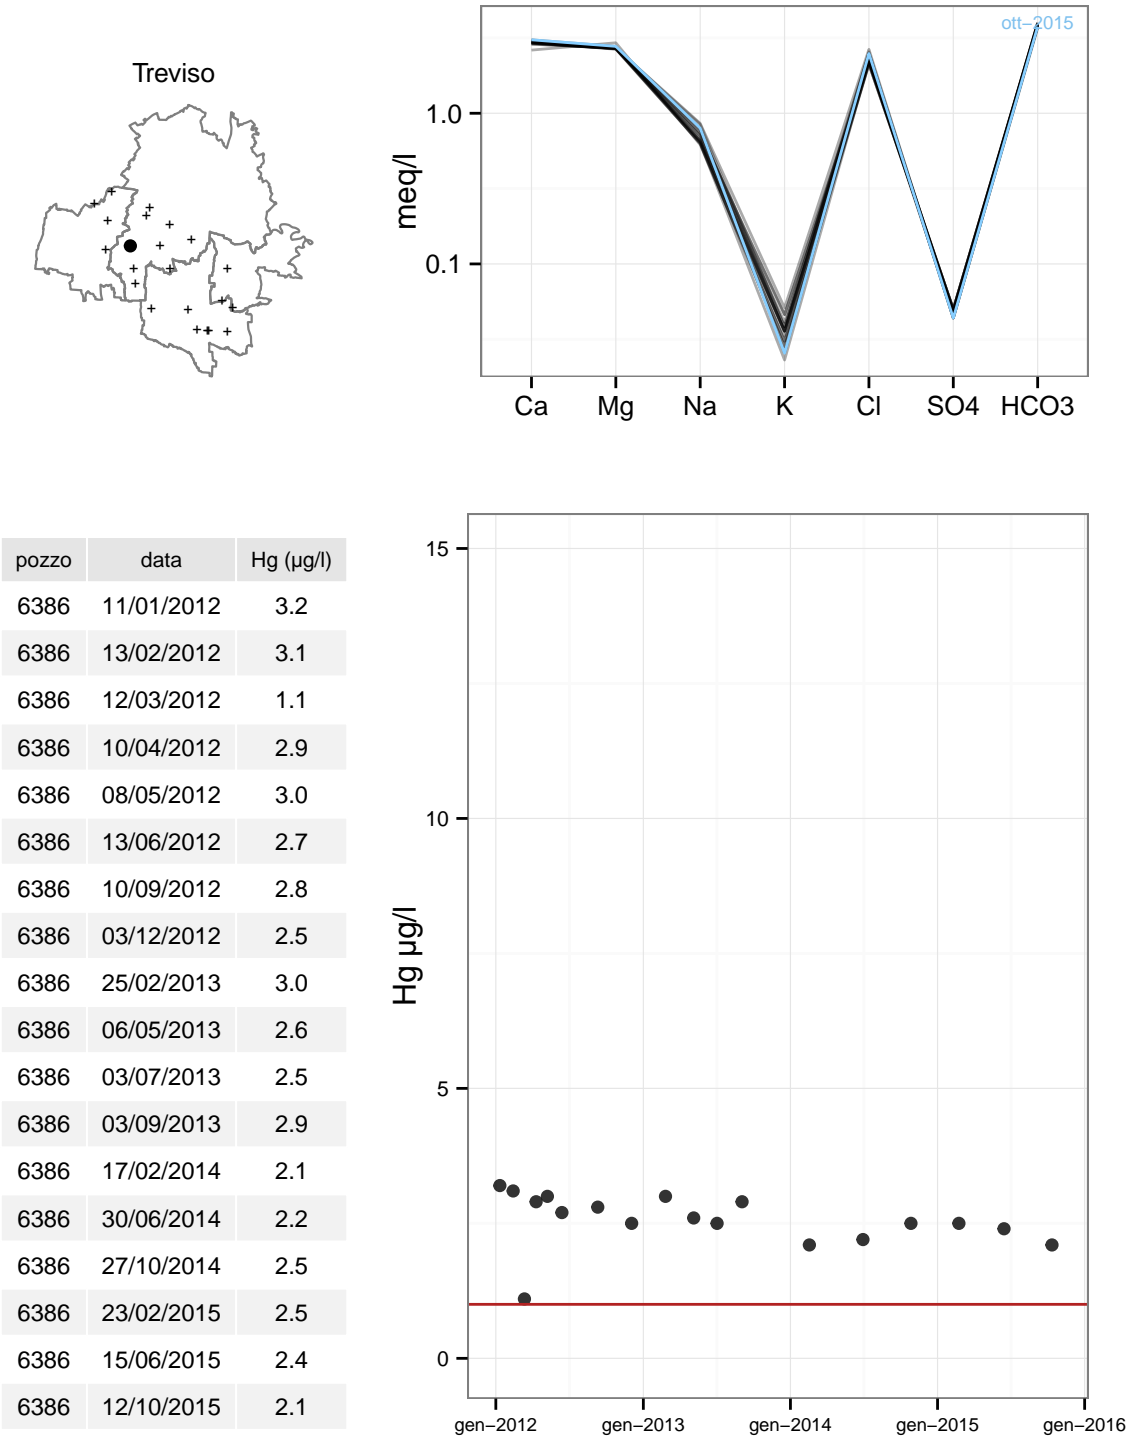 Treviso
ott−2015
meq/l
1.0
0.1
Ca Mg Na K Cl SO4 HCO3
pozzo data Hg (µg/l)
6386 11/01/2012 3.2
6386 13/02/2012 3.1
6386 12/03/2012 1.1
6386 10/04/2012 2.9
6386 08/05/2012 3.0
6386 13/06/2012 2.7
6386 10/09/2012 2.8
6386 03/12/2012 2.5
6386 25/02/2013 3.0
6386 06/05/2013 2.6
6386 03/07/2013 2.5
6386 03/09/2013 2.9
6386 17/02/2014 2.1
6386 30/06/2014 2.2
6386 27/10/2014 2.5
6386 23/02/2015 2.5
6386 15/06/2015 2.4
6386 12/10/2015 2.1
Hg µg/l
15
10
5
0
gen−2012 gen−2013 gen−2014 gen−2015 gen−2016